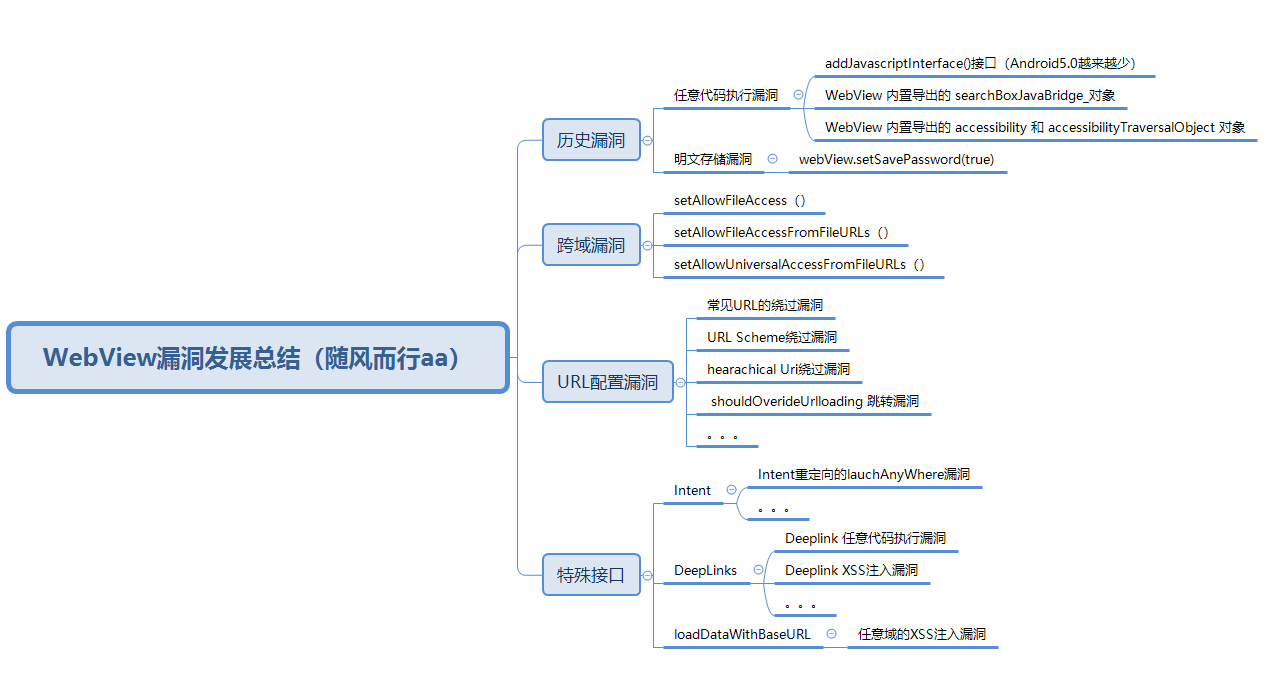 WebView漏洞发展总结（随风而行aa）
历史漏洞
任意代码执行漏洞
addJavascriptInterface()接口（Android5.0越来越少）
WebView 内置导出的 searchBoxJavaBridge_对象
WebView 内置导出的 accessibility 和 accessibilityTraversalObject 对象
明文存储漏洞
webView.setSavePassword(true)
跨域漏洞
setAllowFileAccess（）
setAllowFileAccessFromFileURLs（）
setAllowUniversalAccessFromFileURLs（）
URL配置漏洞
常见URL的绕过漏洞
URL Scheme绕过漏洞
hearachical Uri绕过漏洞
shouldOverideUrlloading 跳转漏洞
。。。
特殊接口
Intent
Intent重定向的lauchAnyWhere漏洞
。。。
DeepLinks
Deeplink 任意代码执行漏洞
Deeplink XSS注入漏洞
。。。
loadDataWithBaseURL
任意域的XSS注入漏洞